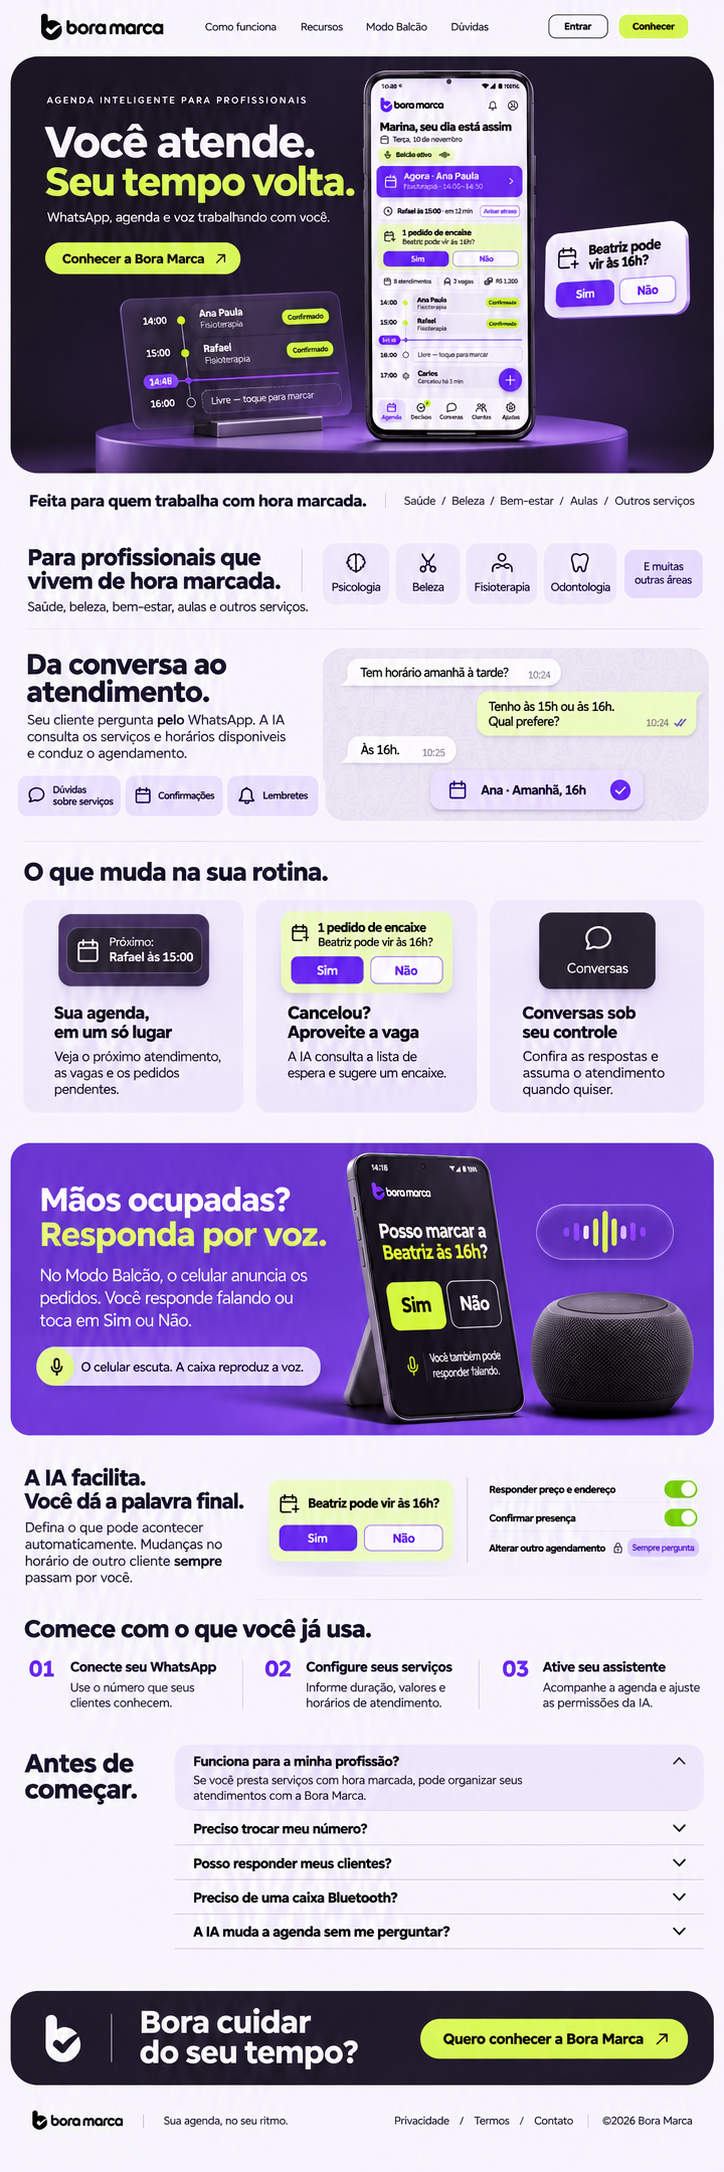 bora marca
Como funciona
Recursos
Modo Balcão
Dúvidas
Entrar
Conhecer
AGENDA INTELIGENTE PARA PROFISSIONAIS
Você atende.
Seu tempo volta.
WhatsApp, agenda e voz trabalhando com você.
Conhecer a Bora Marca
14:00
Ana Paula
Fisioterapia
Confirmado
15:00
Rafael
Fisioterapia
Confirmado
14:48
16:00
Livre — toque para marcar
bora marca
Marina, seu dia está assim
Terça, 10 de novembro
Balcão ativo
Agora · Ana Paula
Rafael às 15:00 · em 12 min
Avisar atraso
1 pedido de encaixe
Beatriz pode vir às 16h?
Sim
Não
8 atendimentos
2 vagas
R$ 1.200
14:00
Ana Paula
Fisioterapia
Confirmado
15:00
Rafael
Fisioterapia
Confirmado
16:00
Livre — toque para marcar
17:00
Carlos
Cancelou há 3 min
Agenda
Conversas
Clientes
Ajustes
Beatriz pode
vir às 16h?
Sim
Não
Feita para quem trabalha com hora marcada.
Saúde / Beleza / Bem-estar / Aulas / Outros serviços
Para profissionais que
vivem de hora marcada.
Saúde, beleza, bem-estar, aulas e outros serviços.
Psicologia
Beleza
Fisioterapia
Odontologia
E muitas
outras áreas
Da conversa ao
atendimento.
Seu cliente pergunta pelo WhatsApp. A IA
consulta os serviços e horários disponiveis
e conduz o agendamento.
Dúvidas
sobre serviços
Confirmações
Lembretes
Tem horário amanhã à tarde? 10:24
Tenho às 15h ou às 16h.
Qual prefere? 10:24
Às 16h. 10:25
Ana · Amanhã, 16h
O que muda na sua rotina.
Próximo:
Rafael às 15:00
Sua agenda,
em um só lugar
Veja o próximo atendimento,
as vagas e os pedidos
pendentes.
1 pedido de encaixe
Beatriz pode vir às 16h?
Sim
Não
Cancelou?
Aproveite a vaga
A IA consulta a lista de
espera e sugere um encaixe.
Conversas
Conversas sob
seu controle
Confira as respostas e
assuma o atendimento
quando quiser.
Mãos ocupadas?
Responda por voz.
No Modo Balcão, o celular anuncia os
pedidos. Você responde falando ou
toca em Sim ou Não.
O celular escuta. A caixa reproduz a voz.
bora marca
Posso marcar a
Beatriz às 16h?
Sim
Não
Você também pode
responder falando.
A IA facilita.
Você dá a palavra final.
Defina o que pode acontecer
automaticamente. Mudanças no
horário de outro cliente sempre
passam por você.
Beatriz pode vir às 16h?
Sim
Não
Responder preço e endereço
Confirmar presença
Alterar outro agendamento
Sempre pergunta
Comece com o que você já usa.
01
Conecte seu WhatsApp
Use o número que seus
clientes conhecem.
02
Configure seus serviços
Informe duração, valores e
horários de atendimento.
03
Ative seu assistente
Acompanhe a agenda e ajuste
as permissões da IA.
Antes de
começar.
Funciona para a minha profissão?
Se você presta serviços com hora marcada, pode organizar seus
atendimentos com a Bora Marca.
Preciso trocar meu número?
Posso responder meus clientes?
Preciso de uma caixa Bluetooth?
A IA muda a agenda sem me perguntar?
Bora cuidar
do seu tempo?
Quero conhecer a Bora Marca
bora marca
Sua agenda, no seu ritmo.
Privacidade / Termos / Contato
©2026 Bora Marca